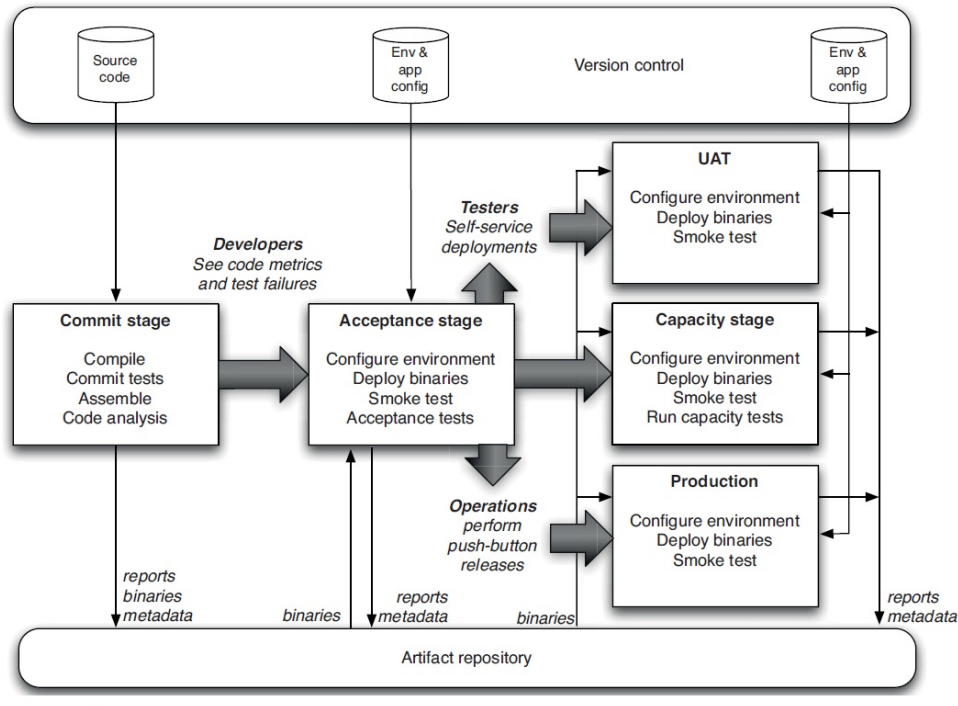 Source
code
Env &
app
config
Version control
Env &
app
config
Developers
See code metrics
and test failures
Testers
Self-service
deployments
UAT
Configure environment
Deploy binaries
Smoke test
Commit stage
Compile
Commit tests
Assemble
Code analysis
Acceptance stage
Configure environment
Deploy binaries
Smoke test
Acceptance tests
Capacity stage
Configure environment
Deploy binaries
Smoke test
Run capacity tests
Operations
perform
push-button
releases
Production
Configure environment
Deploy binaries
Smoke test
reports
binaries
metadata
binaries
reports
metadata
binaries
reports
metadata
Artifact repository